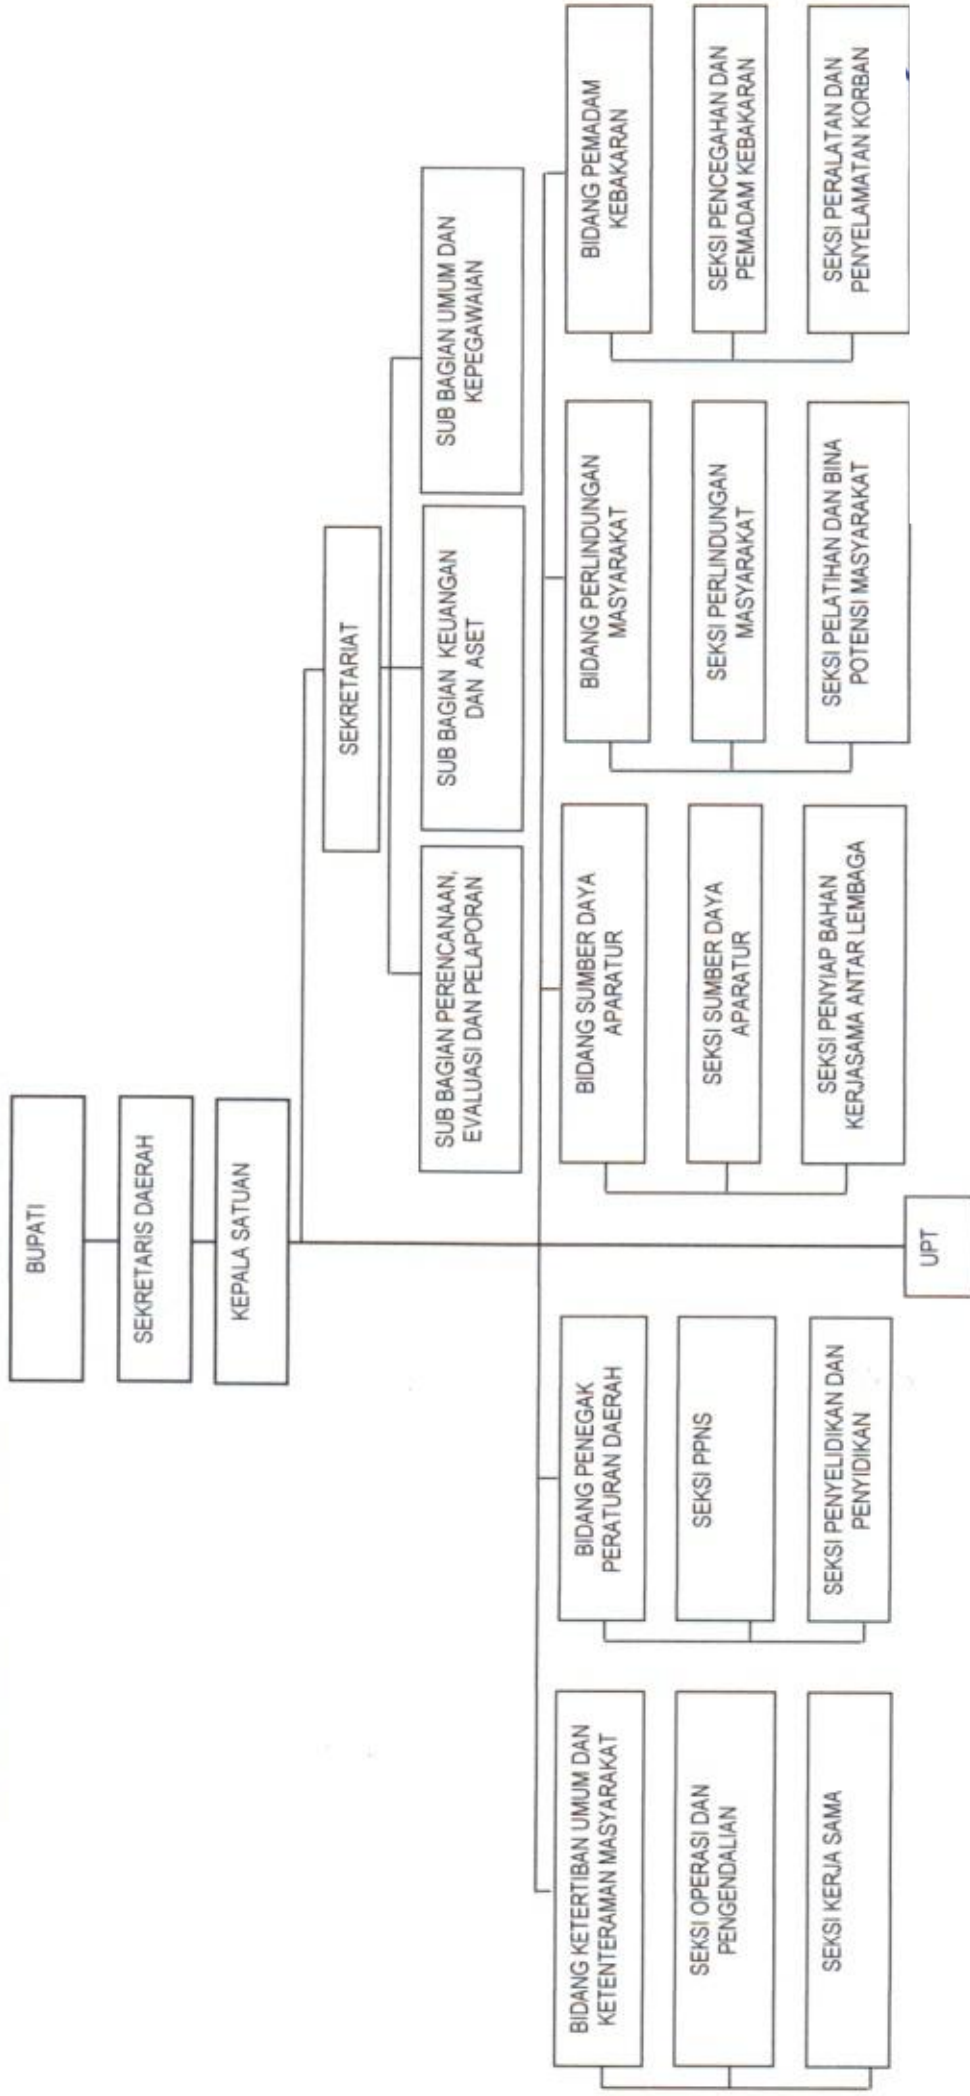 BUPATI
SEKRETARIS DAERAH
KEPALA SATUAN
SEKRETARIAT
SUB BAGIAN PERENCANAAN,
EVALUASI DAN PELAPORAN
SUB BAGIAN KEUANGAN
DAN ASET
SUB BAGIAN UMUM DAN
KEPEGAWAIAN
BIDANG KETERTIBAN UMUM DAN
KETENTERAMAN MASYARAKAT
SEKSI OPERASI DAN
PENGENDALIAN
SEKSI KERJA SAMA
BIDANG PENEGAK
PERATURAN DAERAH
SEKSI PPNS
SEKSI PENYELIDIKAN DAN
PENYIDIKAN
BIDANG SUMBER DAYA
APARATUR
SEKSI SUMBER DAYA
APARATUR
SEKSI PENYIAP BAHAN
KERJASAMA ANTAR LEMBAGA
BIDANG PERLINDUNGAN
MASYARAKAT
SEKSI PERLINDUNGAN
MASYARAKAT
SEKSI PELATIHAN DAN BINA
POTENSI MASYARAKAT
BIDANG PEMADAM
KEBAKARAN
SEKSI PENCEGAHAN DAN
PEMADAM KEBAKARAN
SEKSI PERALATAN DAN
PENYELAMATAN KORBAN
UPT